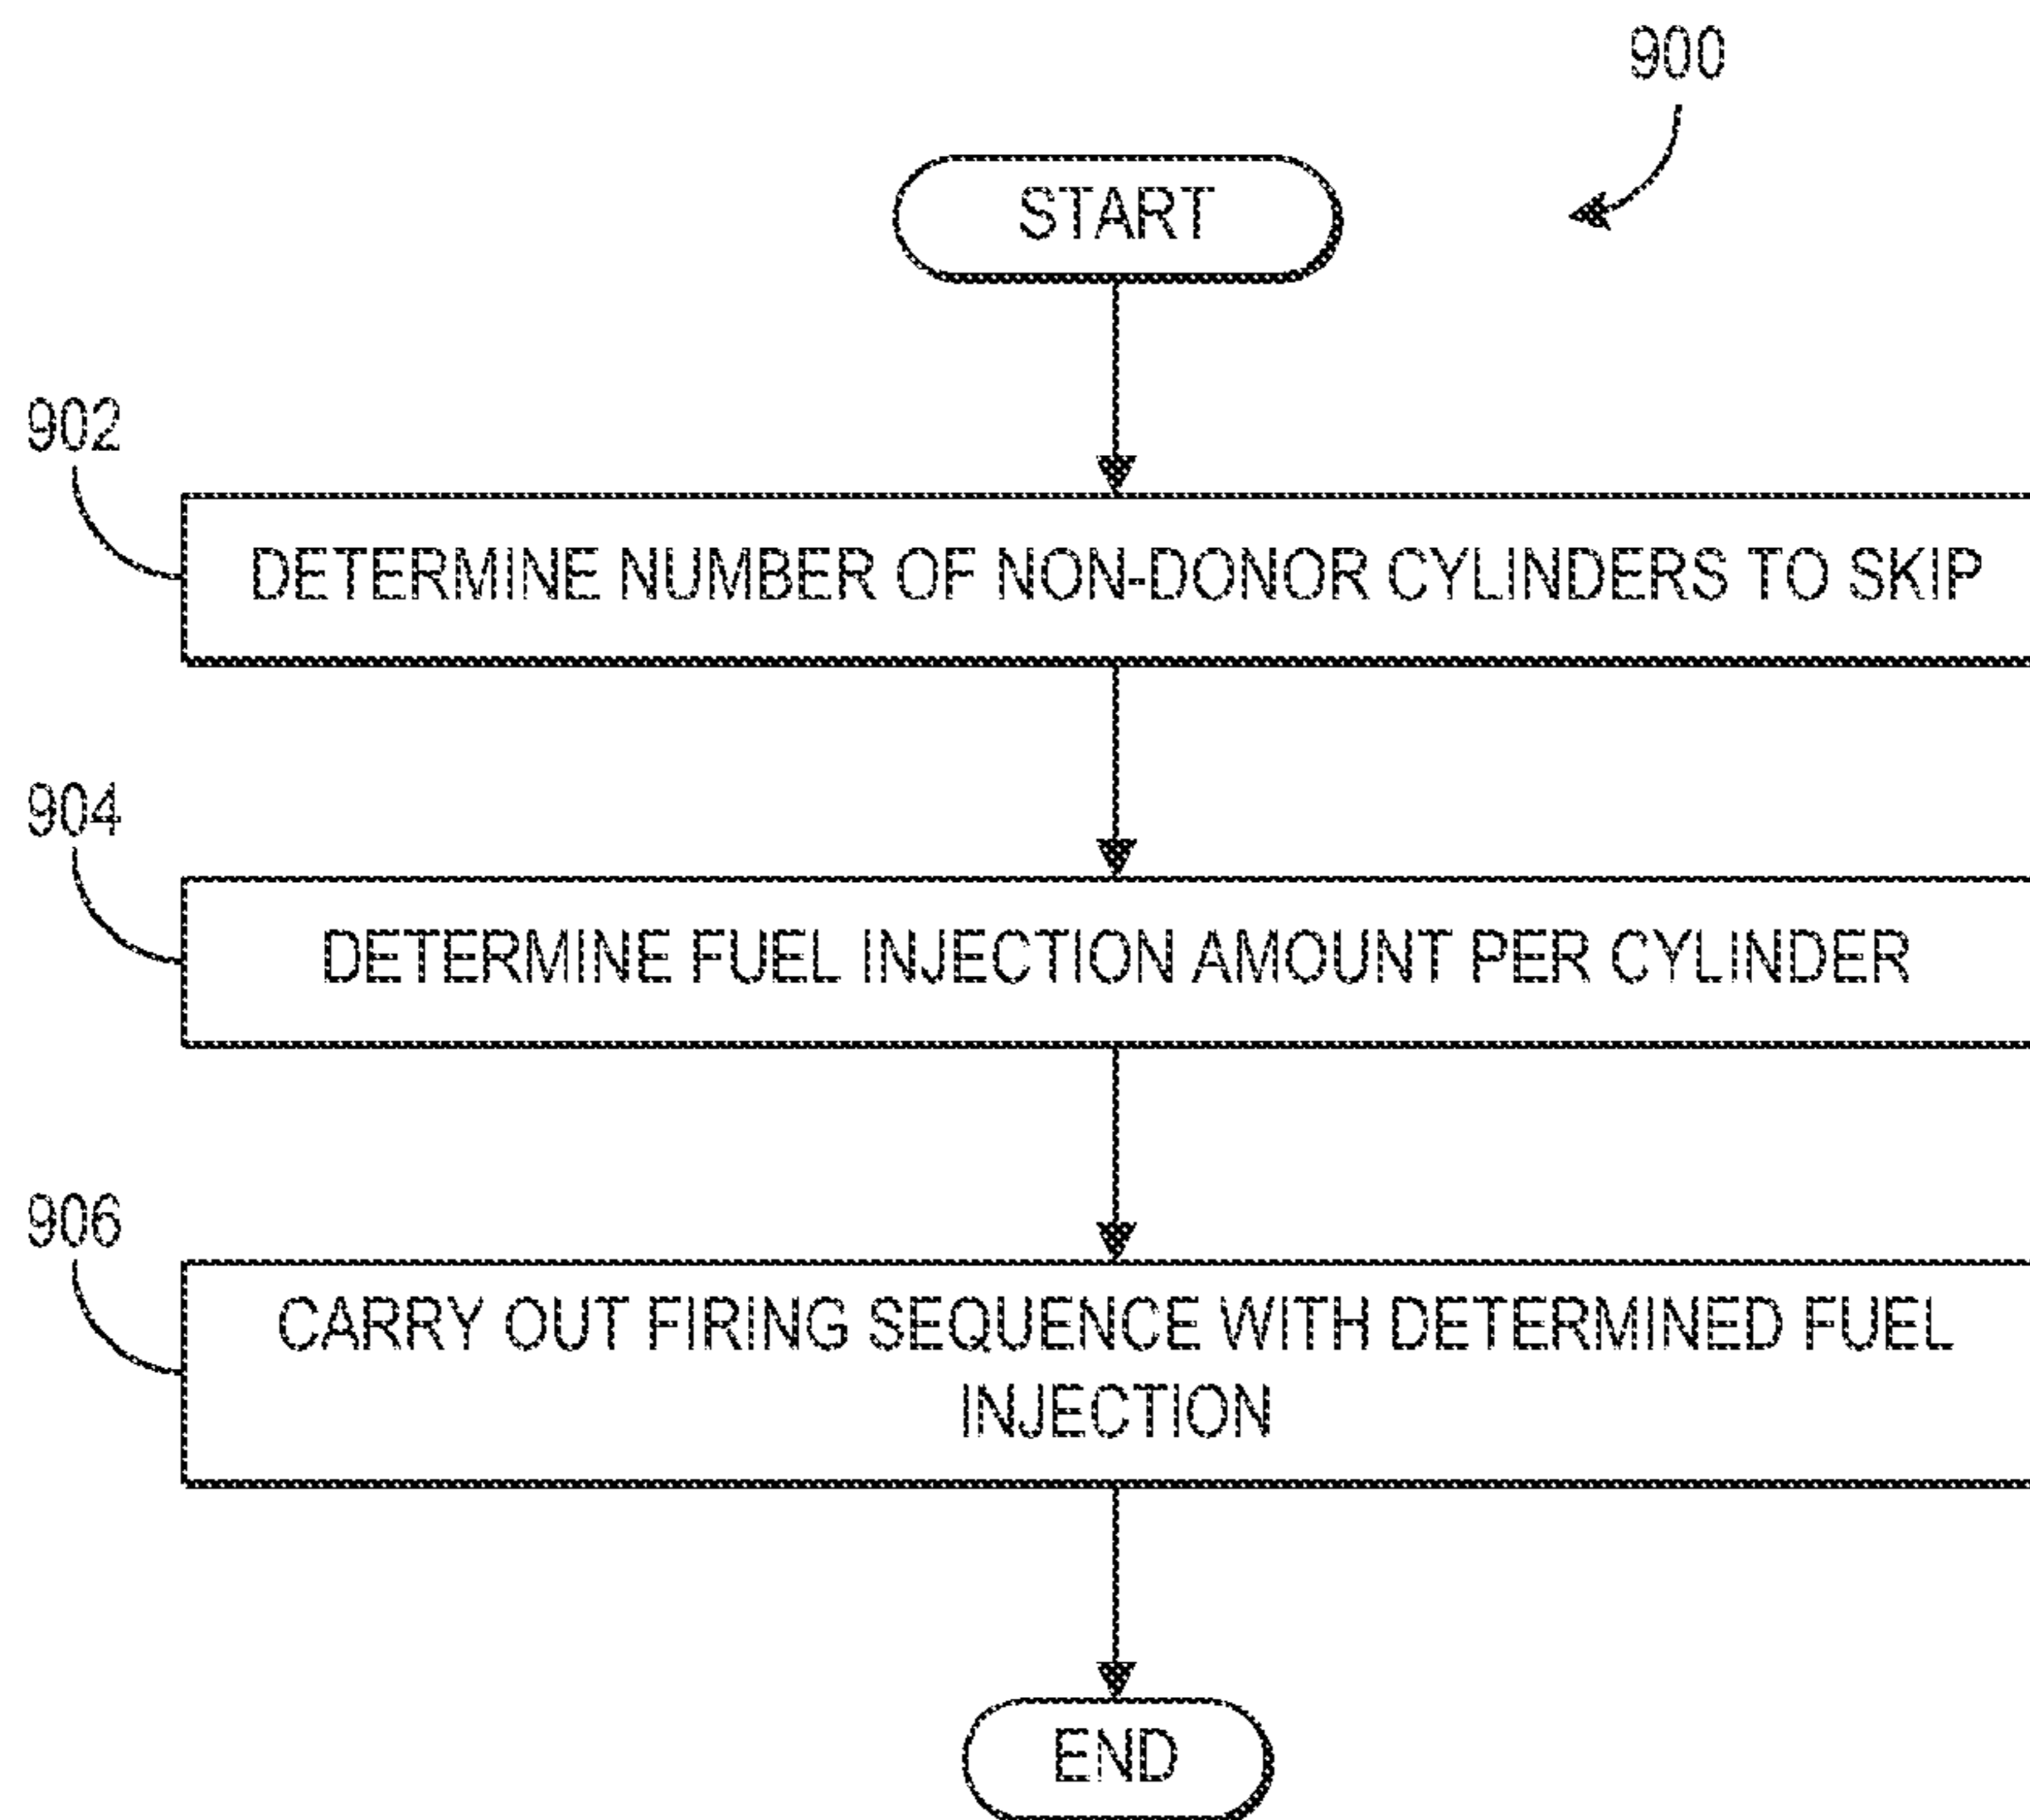 900
START
902
DETERMINE NUMBER OF NON-DONOR CYLINDERS TO SKIP
904
DETERMINE FUEL INJECTION AMOUNT PER CYLINDER
906
CARRY OUT FIRING SEQUENCE WITH DETERMINED FUEL
INJECTION
END